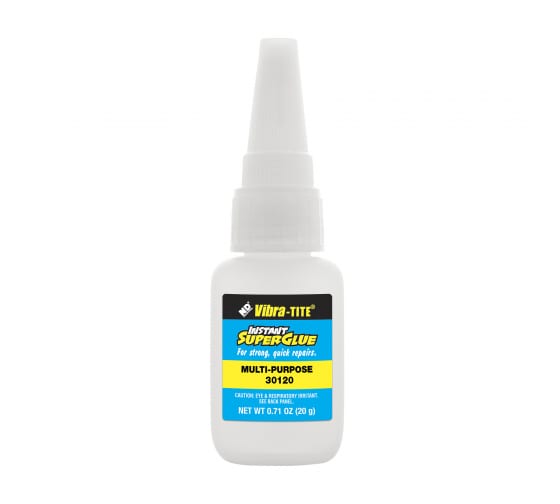 ND Vibra-TITE®
INSTANT
SUPERGLUE
For strong, quick repairs.
MULTI-PURPOSE
30120
CAUTION: EYE & RESPIRATORY IRRITANT.
SEE BACK PANEL.
NET WT 0.71 OZ (20 g)